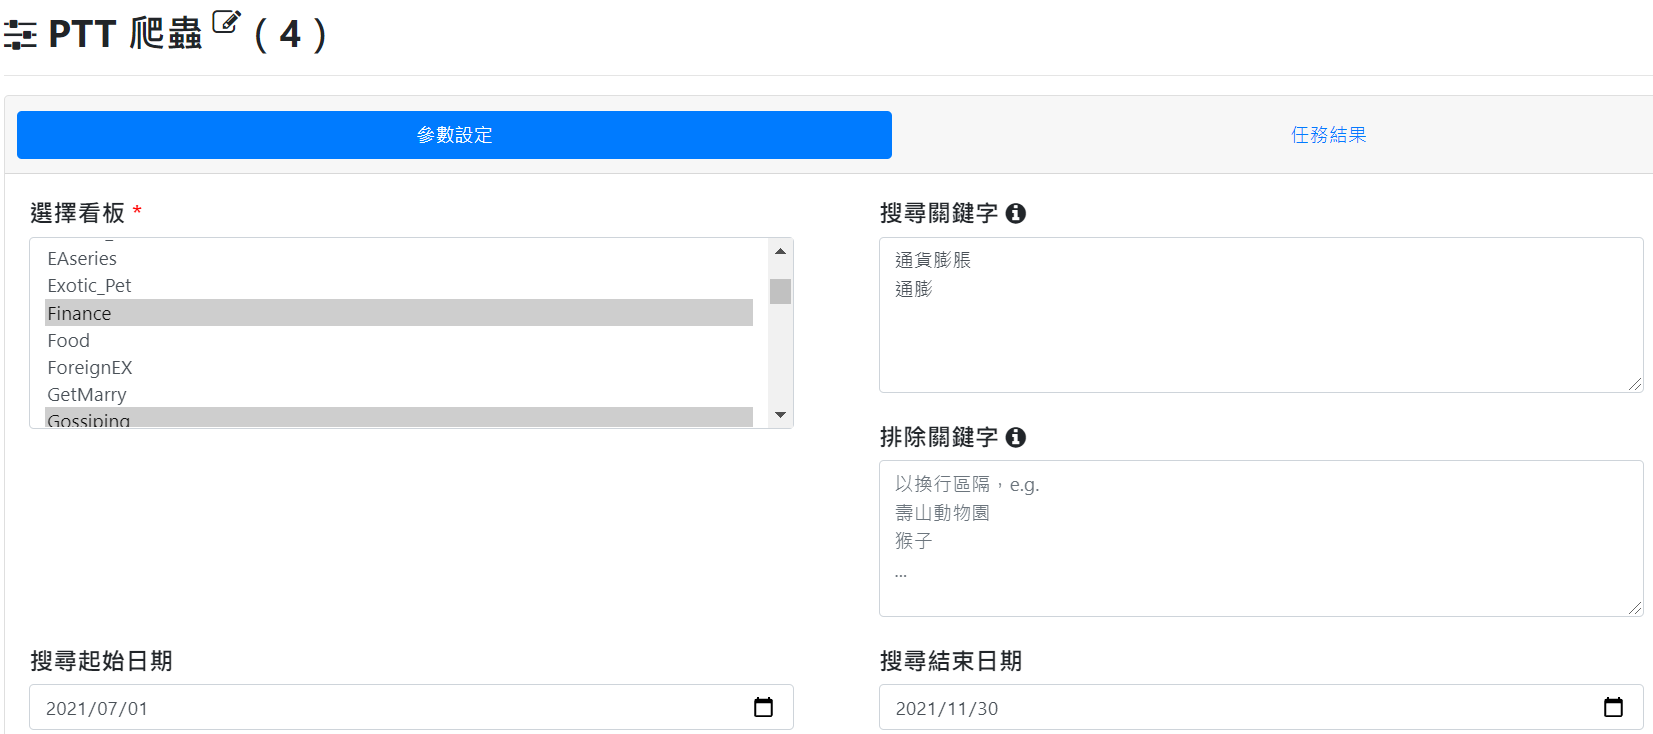 PTT 爬蟲 ( 4 )
參數設定
任務結果
選擇看板 *
EAseries
Exotic_Pet
Finance
Food
ForeignEX
GetMarry
Gossiping
搜尋關鍵字
通貨膨脹
通膨
排除關鍵字
以換行區隔，e.g.
壽山動物園
猴子
...
搜尋起始日期
2021/07/01
搜尋結束日期
2021/11/30